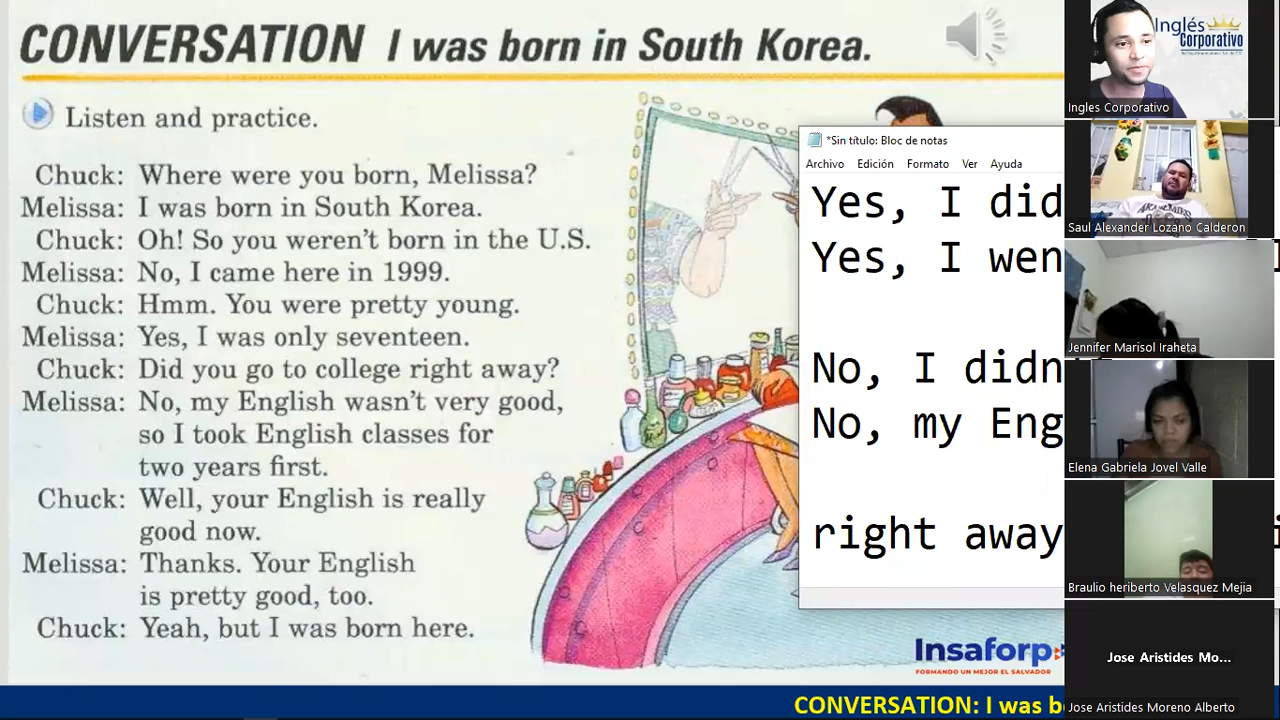 CONVERSATION I was born in South Korea.
Listen and practice.
Chuck: Where were you born, Melissa?
Melissa: I was born in South Korea.
Chuck: Oh! So you weren't born in the U.S.
Melissa: No, I came here in 1999.
Chuck: Hmm. You were pretty young.
Melissa: Yes, I was only seventeen.
Chuck: Did you go to college right away?
Melissa: No, my English wasn't very good,
so I took English classes for
two years first.
Chuck: Well, your English is really
good now.
Melissa: Thanks. Your English
is pretty good, too.
Chuck: Yeah, but I was born here.
*Sin título: Bloc de notas
Archivo Edición Formato Ver Ayuda
Yes, I did
Yes, I wen
No, I didn
No, my Eng
right away
Insaforp
FORMANDO UN MEJOR EL SALVADOR
CONVERSATION: I was b
Inglés
Corporativo
Ingles Corporativo
Saul Alexander Lozano Calderon
Jennifer Marisol Iraheta
Elena Gabriela Jovel Valle
Braulio heriberto Velasquez Mejia
Jose Aristides Mo...
Jose Aristides Moreno Alberto